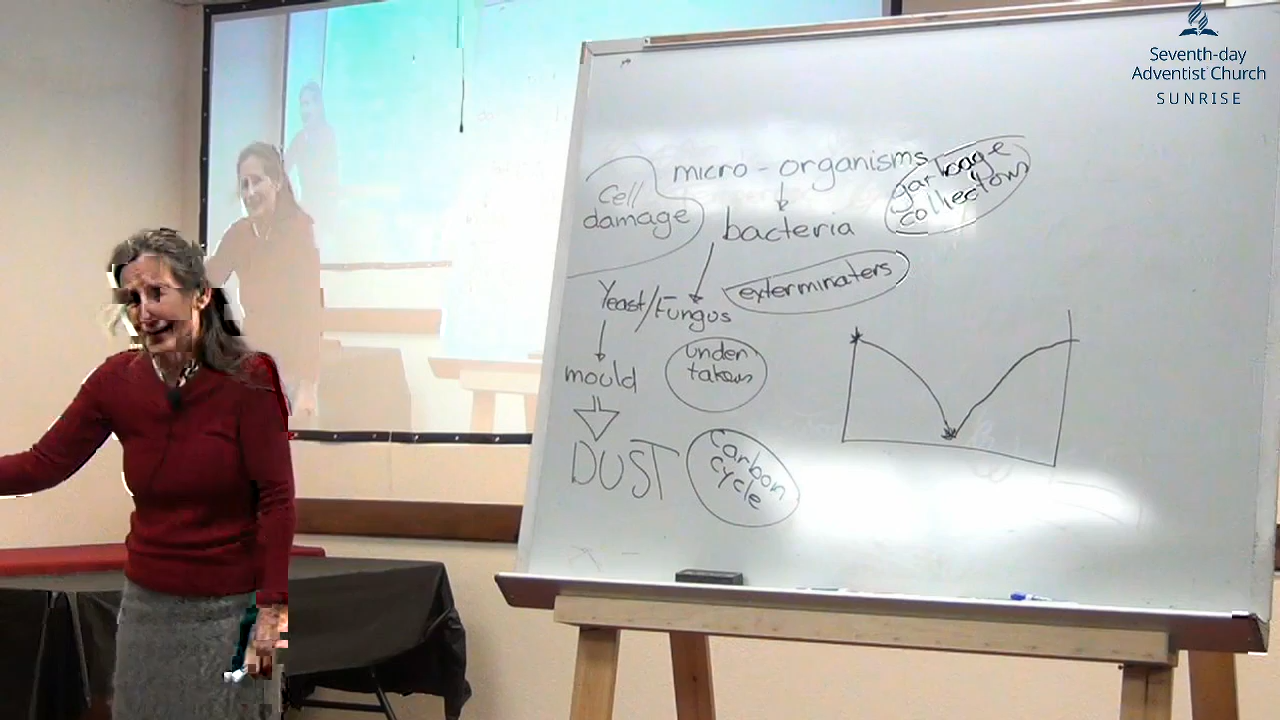 Seventh-day
Adventist Church
SUNRISE
micro-organisms
garbage
collectors
Cell
damage
bacteria
exterminaters
Yeast/Fungus
mould
under
takers
DUST
carbon
cycle